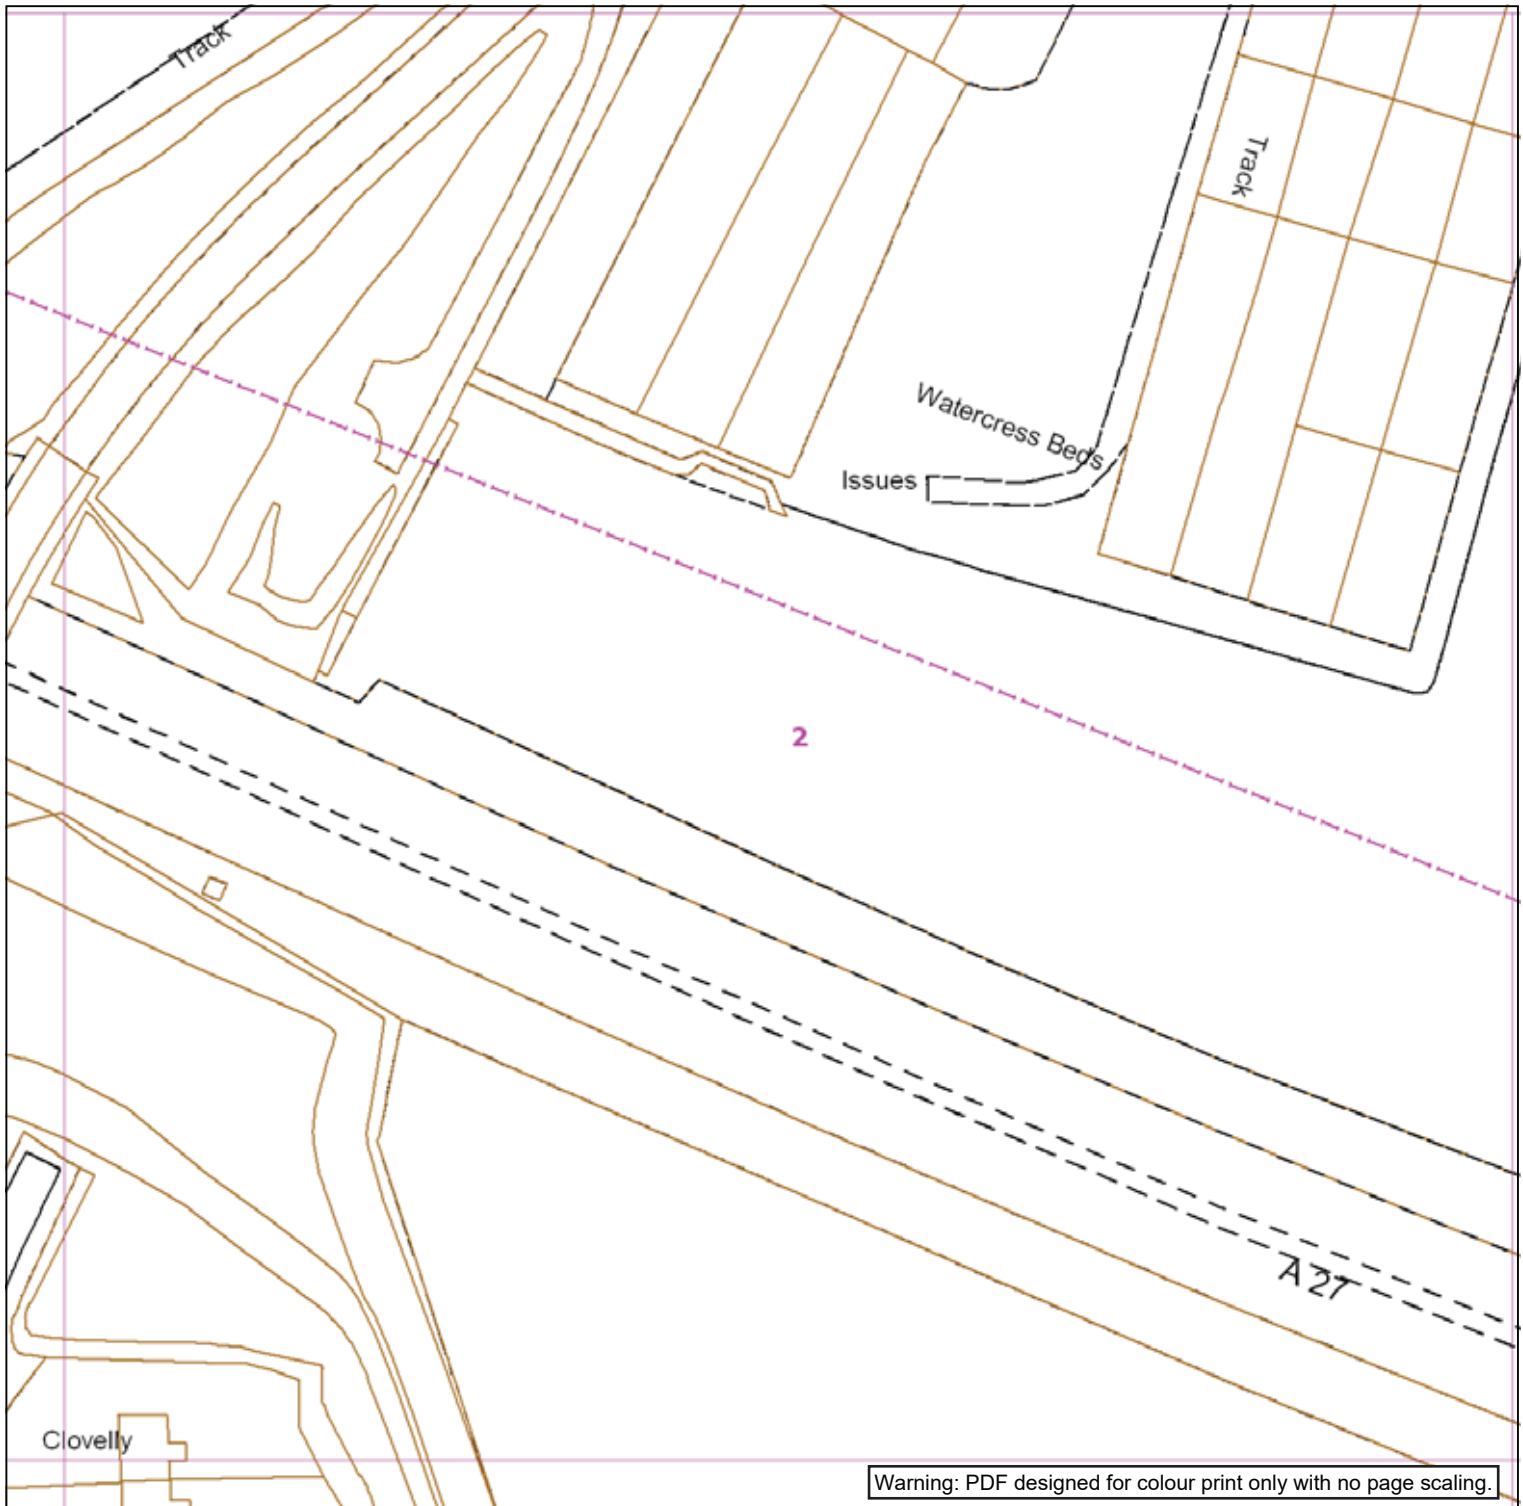 Track
Track
Watercress Beds
Issues
2
A 27
Clovelly
Warning: PDF designed for colour print only with no page scaling.